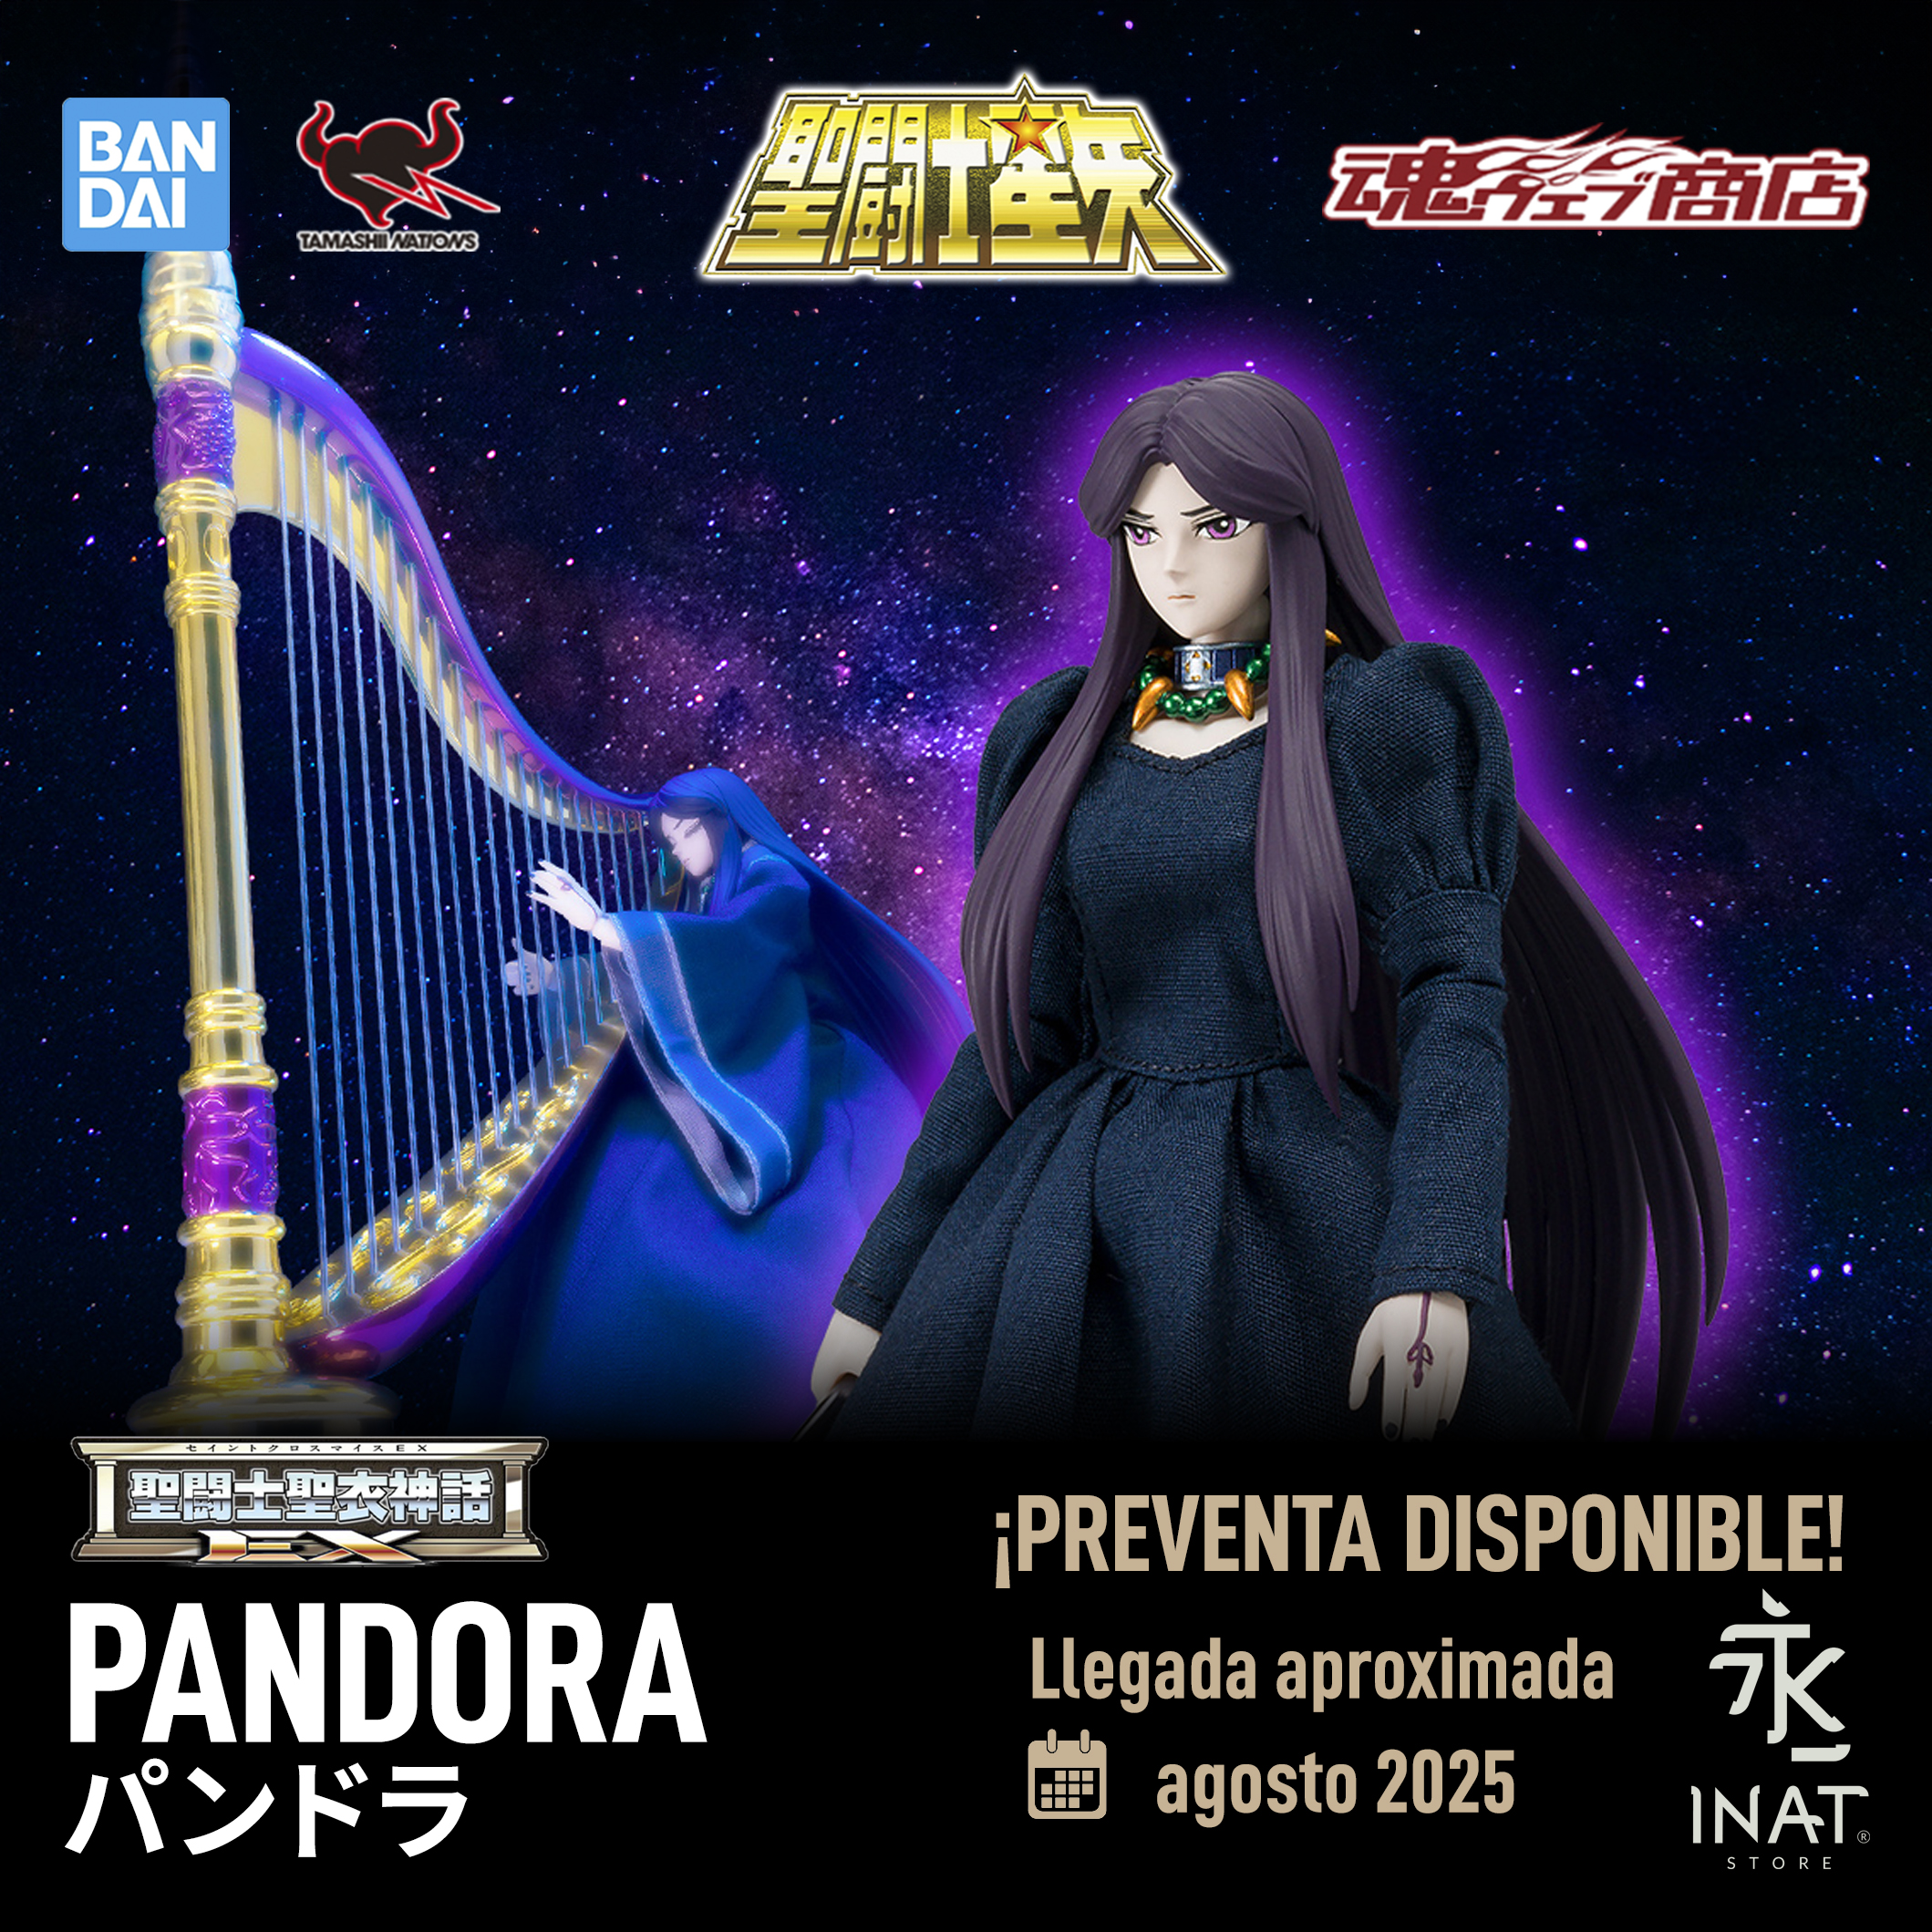 BAN
DAI
TAMASHII NATIONS
聖闘士星矢
魂ウェブ商店
セイントクロスマイスEX
聖闘士聖衣神話
EX
PANDORA
パンドラ
¡PREVENTA DISPONIBLE!
Llegada aproximada
agosto 2025
INAT®
STORE